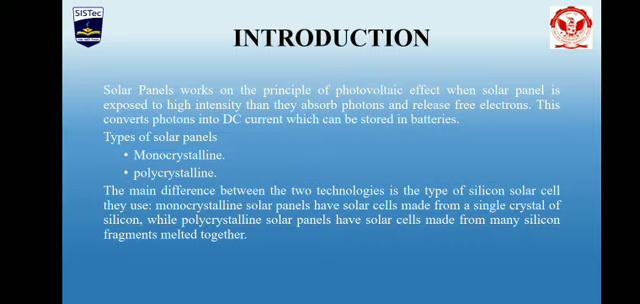 SISTec
INTRODUCTION
Solar Panels works on the principle of photovoltaic effect when solar panel is
exposed to high intensity than they absorb photons and release free electrons. This
converts photons into DC current which can be stored in batteries.
Types of solar panels
• Monocrystalline.
• polycrystalline.
The main difference between the two technologies is the type of silicon solar cell
they use: monocrystalline solar panels have solar cells made from a single crystal of
silicon, while polycrystalline solar panels have solar cells made from many silicon
fragments melted together.